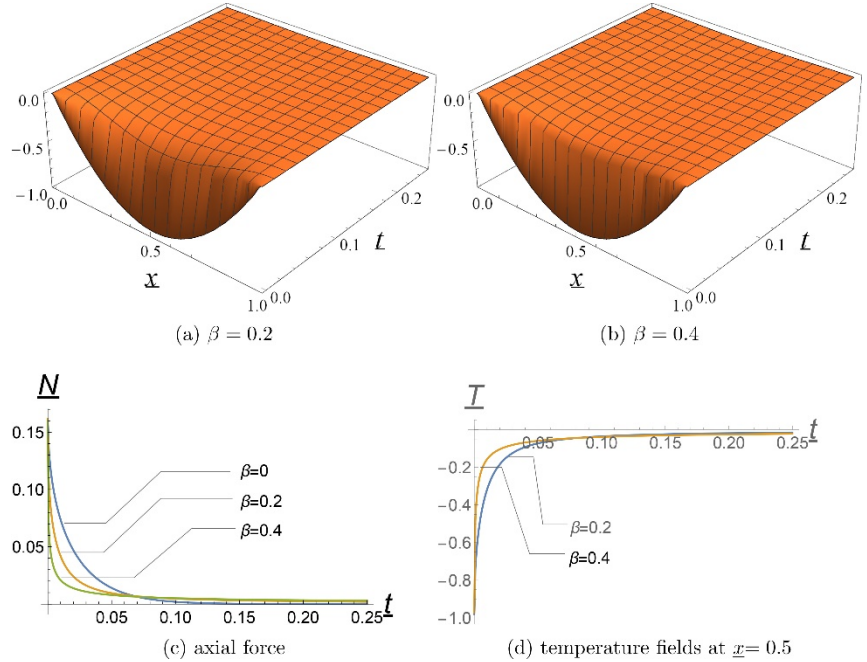 0.0
−0.5
−1.0
0.0
0.5
x
1.0
0.0
0.1
t
0.2
(a) β = 0.2
0.0
−0.5
0.0
0.5
x
1.0
0.0
0.1
t
0.2
(b) β = 0.4
N
0.15
0.10
0.05
β=0
β=0.2
β=0.4
0.05 0.10 0.15 0.20 0.25 t
(c) axial force
T
0.05 0.10 0.15 0.20 0.25 t
−0.2
−0.4
−0.6
−0.8
−1.0
β=0.2
β=0.4
(d) temperature fields at x= 0.5